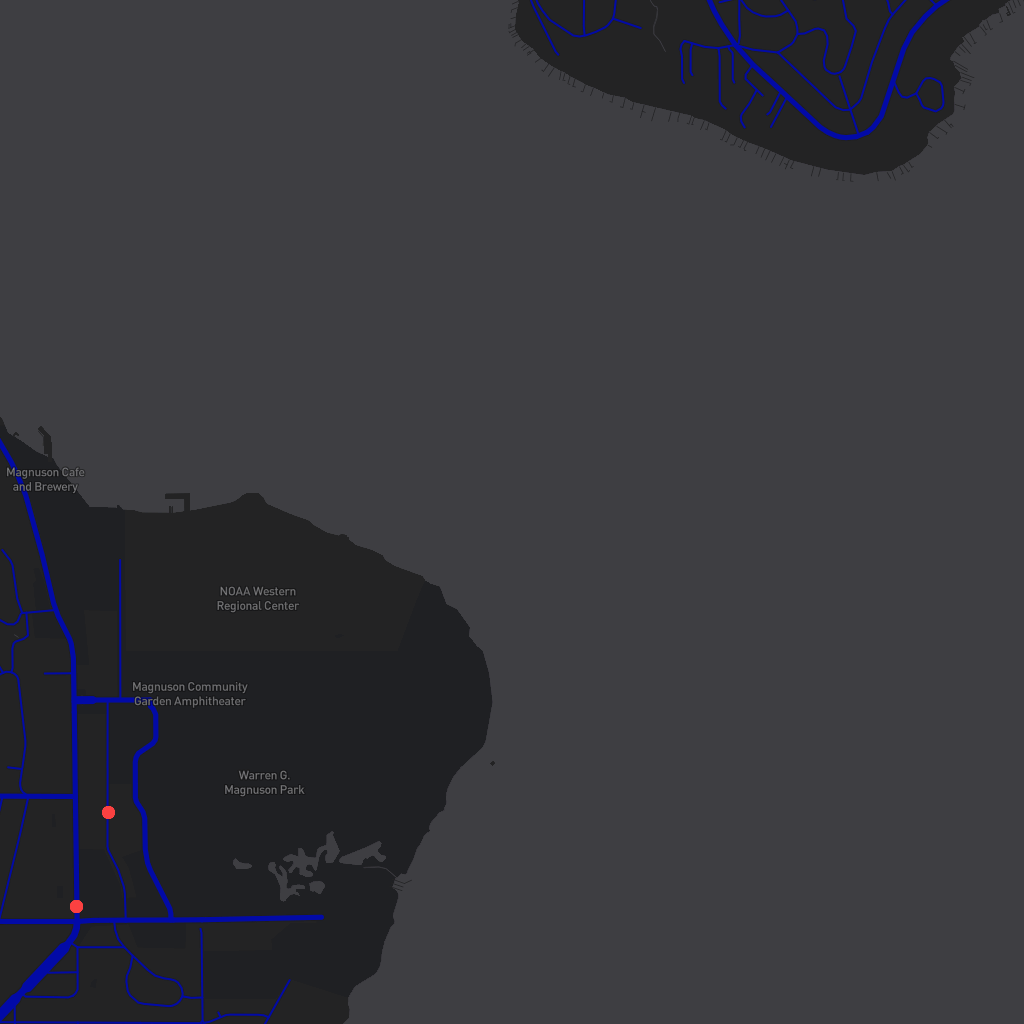 Magnuson Cafe
and Brewery
NOAA Western
Regional Center
Magnuson Community
Garden Amphitheater
Warren G.
Magnuson Park